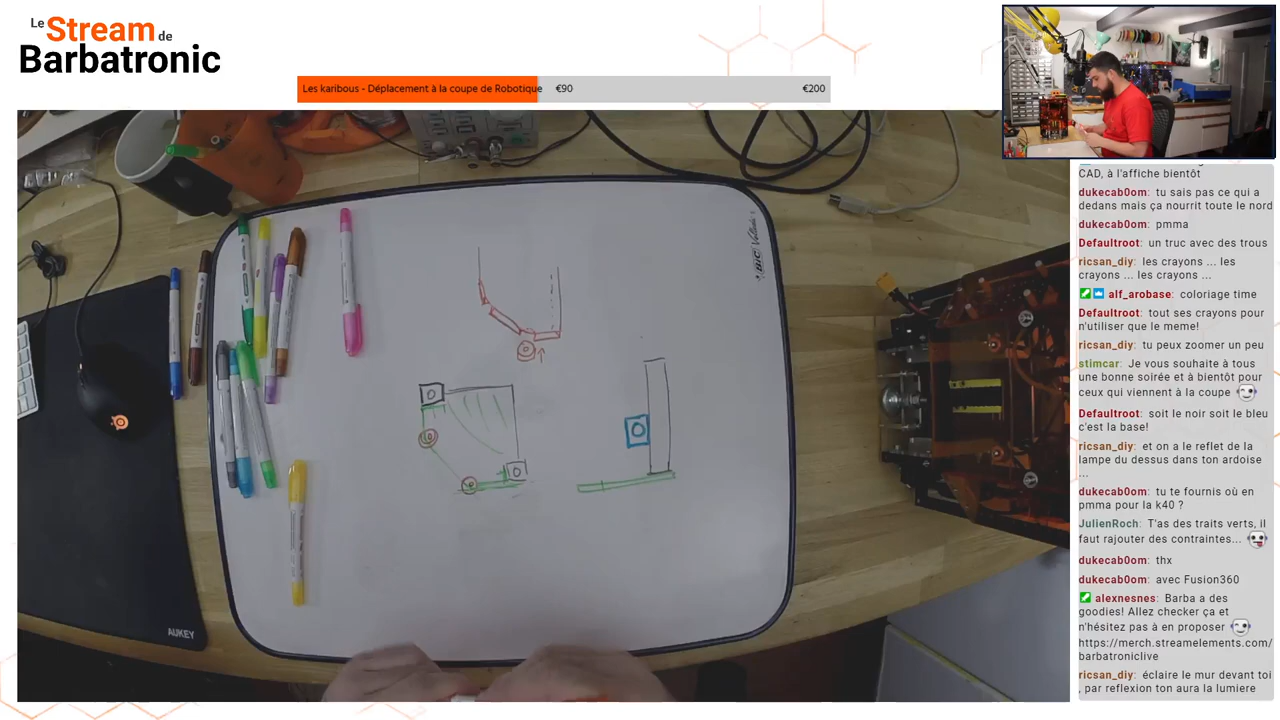 Le Stream de
Barbatronic
Les karibous - Déplacement à la coupe de Robotique €90 €200
BIC Velleda
AUKEY
CAD, à l'affiche bientôt
dukecab0om: tu sais pas ce qui a
dedans mais ça nourrit toute le nord
dukecab0om: pmma
Defaultroot: un truc avec des trous
ricsan_diy: les crayons ... les
crayons ... les crayons ...
alf_arobase: coloriage time
Defaultroot: tout ses crayons pour
n'utiliser que le meme!
ricsan_diy: tu peux zoomer un peu
stimcar: Je vous souhaite à tous
une bonne soirée et à bientôt pour
ceux qui viennent à la coupe
Defaultroot: soit le noir soit le bleu
c'est la base!
ricsan_diy: et on a le reflet de la
lampe du dessus dans ton ardoise
...
dukecab0om: tu te fournis où en
pmma pour la k40 ?
JulienRoch: T'as des traits verts, il
faut rajouter des contraintes...
dukecab0om: thx
dukecab0om: avec Fusion360
alexnesnes: Barba a des
goodies! Allez checker ça et
n'hésitez pas à en proposer
https://merch.streamelements.com/
barbatroniclive
ricsan_diy: éclaire le mur devant toi
, par reflexion ton aura la lumiere